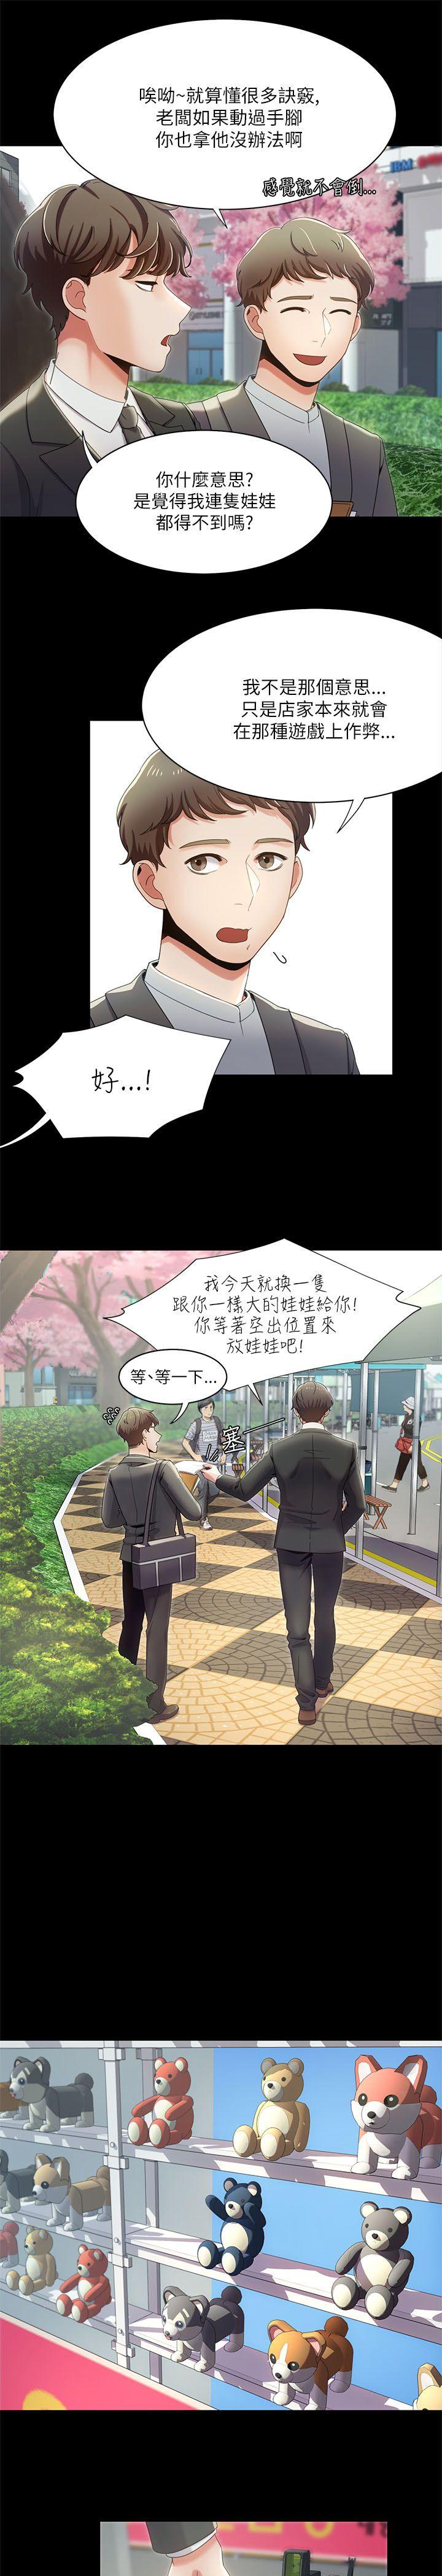 唉呦~就算懂很多訣竅,
老闆如果動過手腳
你也拿他沒辦法啊
IBM
感覺就不會倒...
你什麼意思?
是覺得我連隻娃娃
都得不到嗎?
我不是那個意思...
只是店家本來就會
在那種遊戲上作弊...
好...!
我今天就換一隻
跟你一樣大的娃娃給你!
你等著空出位置來
放娃娃吧!
等、等一下...
塞—